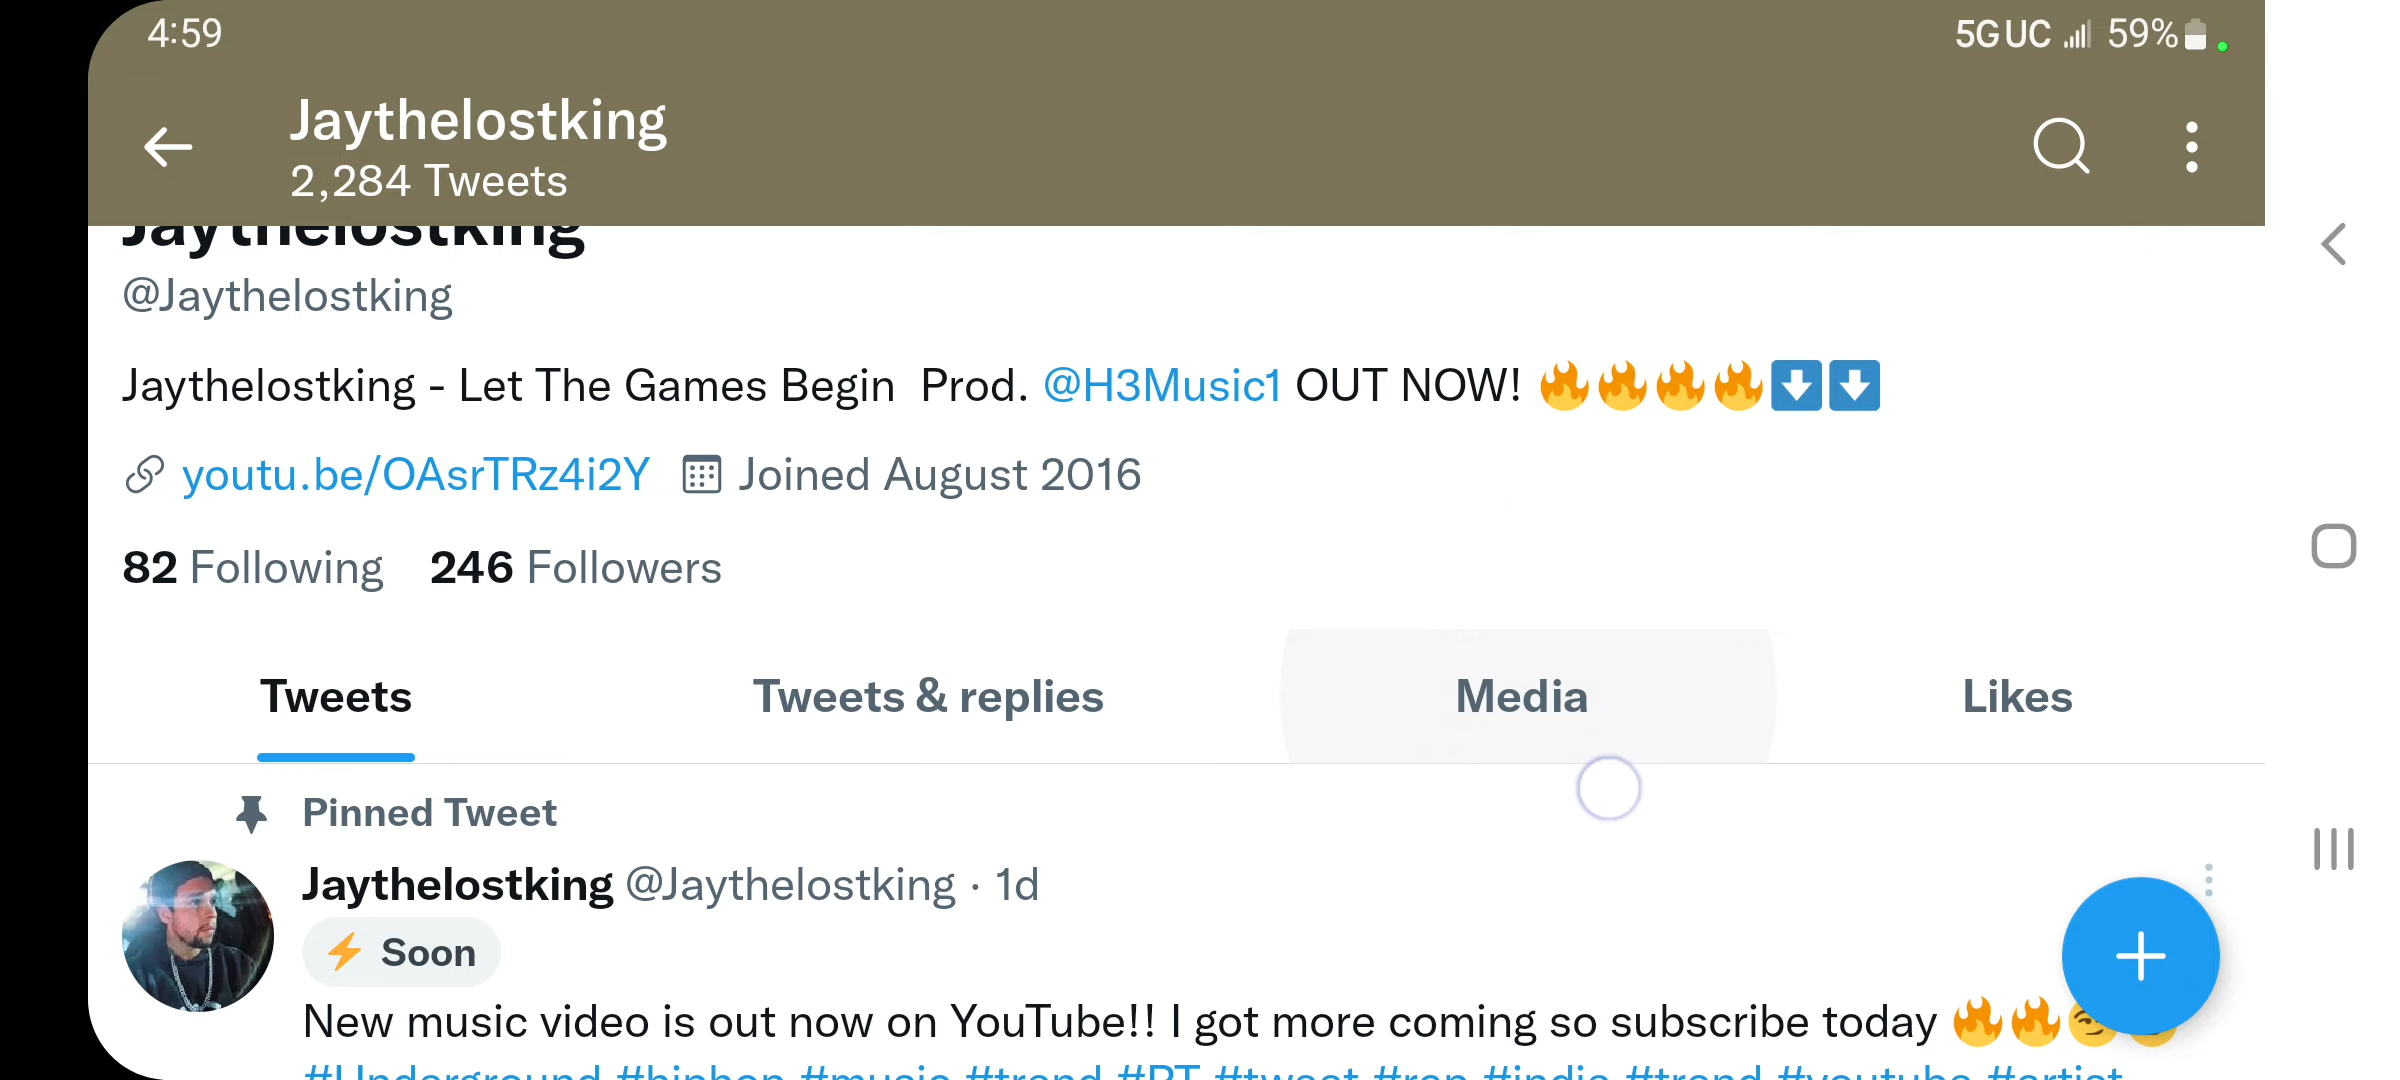 4:59
5G UC 59%
Jaythelostking
2,284 Tweets
Jaythelostking
@Jaythelostking
Jaythelostking - Let The Games Begin Prod. @H3Music1 OUT NOW! 🔥🔥🔥🔥⬇️⬇️
youtu.be/OAsrTRz4i2Y Joined August 2016
82 Following 246 Followers
Tweets Tweets & replies Media Likes
Pinned Tweet
Jaythelostking @Jaythelostking · 1d
⚡ Soon
New music video is out now on YouTube!! I got more coming so subscribe today 🔥🔥😏
#Underground #hiphop #music #trend #RT #tweet #rap #indie #trend #youtube #artist